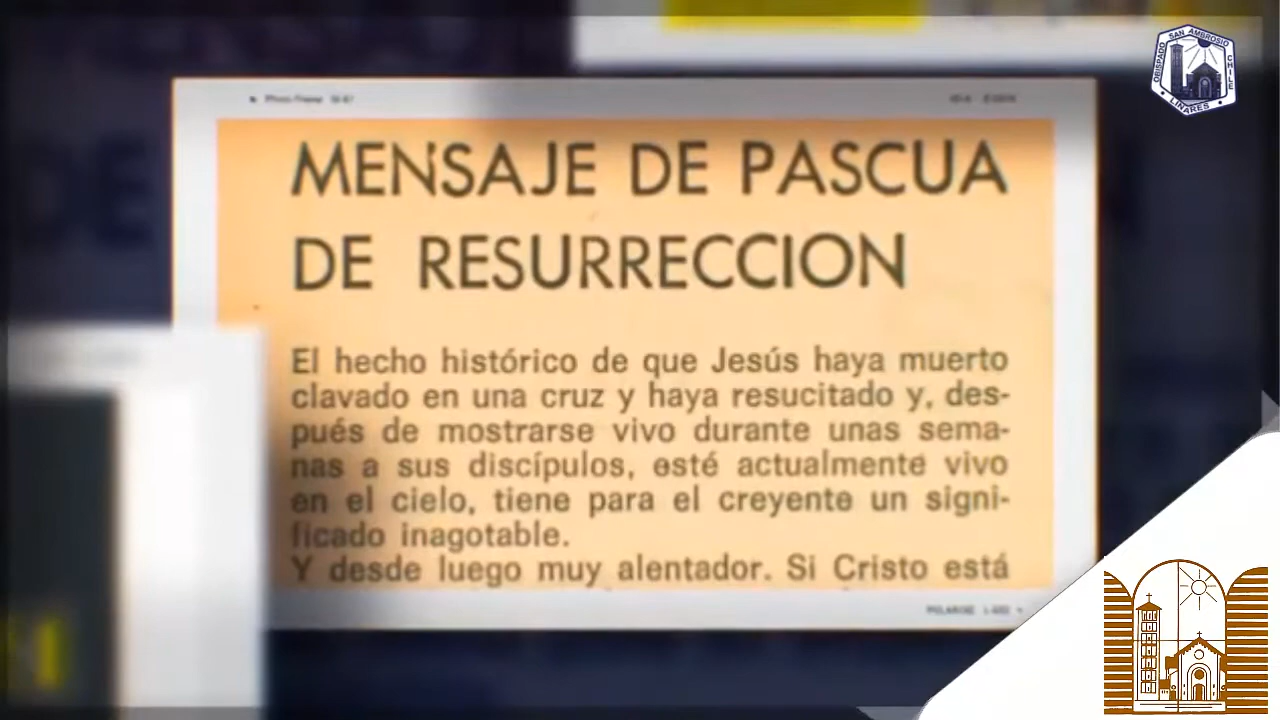 OBISPADO SAN AMBROSIO CHILE
LINARES
MENSAJE DE PASCUA
DE RESURRECCION
El hecho histórico de que Jesús haya muerto
clavado en una cruz y haya resucitado y, des-
pués de mostrarse vivo durante unas sema-
nas a sus discípulos, esté actualmente vivo
en el cielo, tiene para el creyente un signi-
ficado inagotable.
Y desde luego muy alentador. Si Cristo está